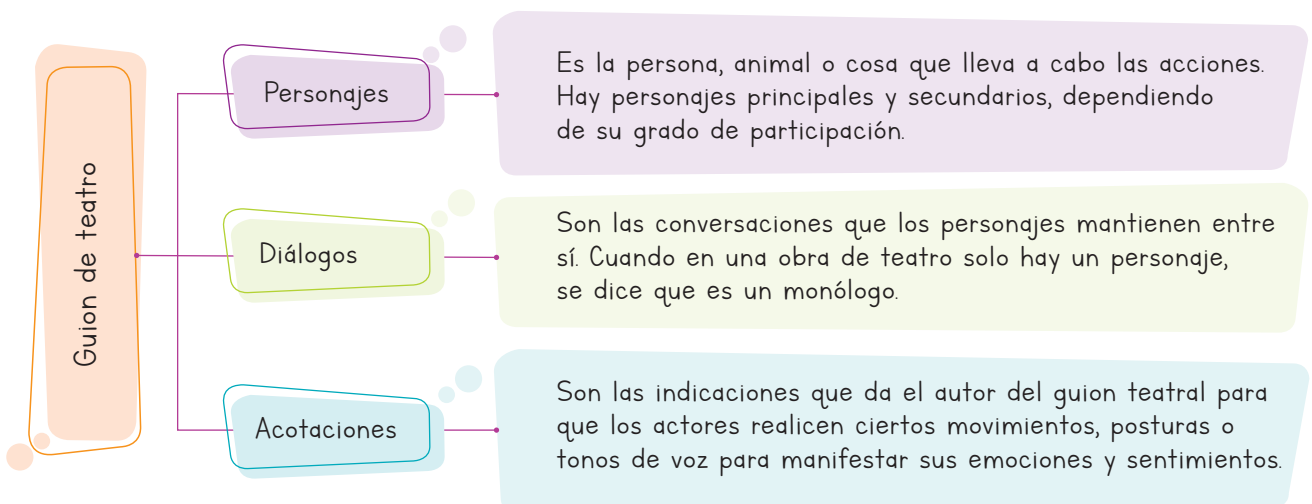 Guion de teatro
Personajes
Es la persona, animal o cosa que lleva a cabo las acciones.
Hay personajes principales y secundarios, dependiendo
de su grado de participación.
Diálogos
Son las conversaciones que los personajes mantienen entre
sí. Cuando en una obra de teatro solo hay un personaje,
se dice que es un monólogo.
Acotaciones
Son las indicaciones que da el autor del guion teatral para
que los actores realicen ciertos movimientos, posturas o
tonos de voz para manifestar sus emociones y sentimientos.